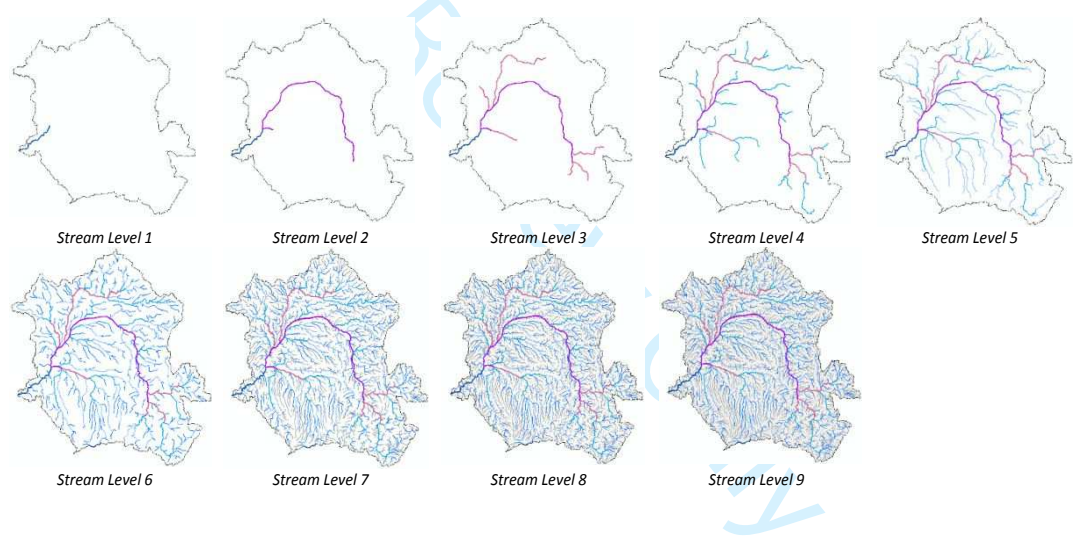 Stream Level 1
Stream Level 2
Stream Level 3
Stream Level 4
Stream Level 5
Stream Level 6
Stream Level 7
Stream Level 8
Stream Level 9